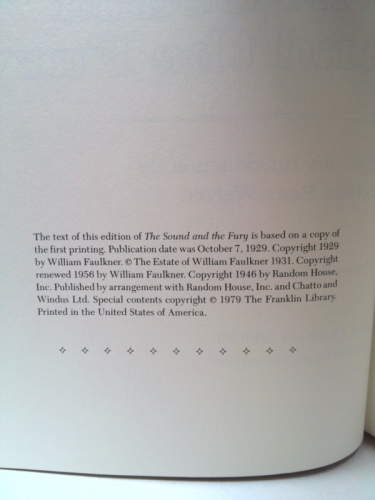 The text of this edition of The Sound and the Fury is based on a copy of
the first printing. Publication date was October 7, 1929. Copyright 1929
by William Faulkner. © The Estate of William Faulkner 1931. Copyright
renewed 1956 by William Faulkner. Copyright 1946 by Random House,
Inc. Published by arrangement with Random House, Inc. and Chatto and
Windus Ltd. Special contents copyright © 1979 The Franklin Library.
Printed in the United States of America.